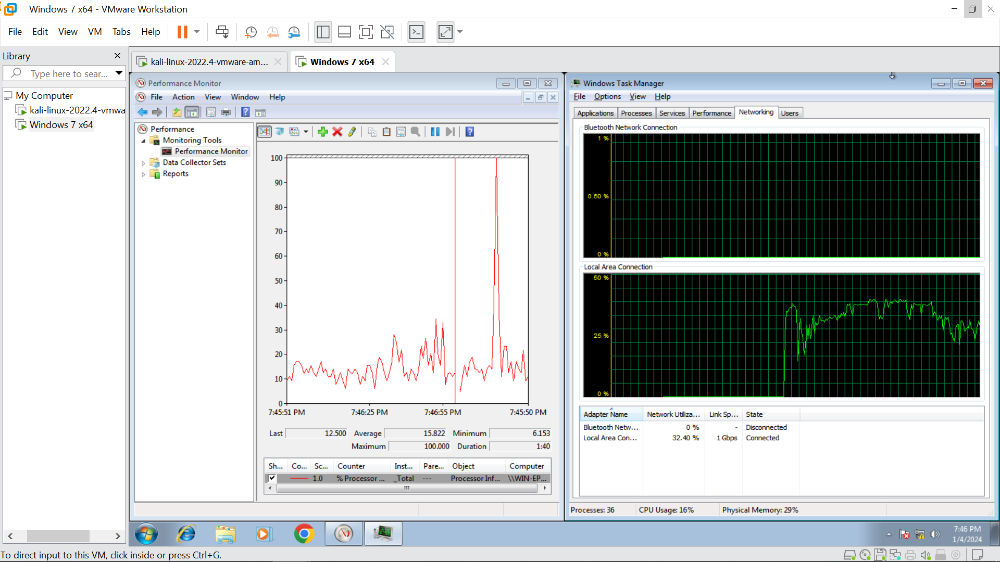 Windows 7 x64 - VMware Workstation
File Edit View VM Tabs Help
Library
Type here to sear...
My Computer
kali-linux-2022.4-vmwa
Windows 7 x64
kali-linux-2022.4-vmware-am...
Windows 7 x64
Performance Monitor
File Action View Window Help
Performance
Monitoring Tools
Performance Monitor
Data Collector Sets
Reports
100
90
80
70
60
50
40
30
20
10
0
7:45:51 PM 7:46:25 PM 7:46:55 PM 7:45:50 PM
Last 12.500 Average 15.822 Minimum 6.153
Maximum 100.000 Duration 1:40
Sh... Co... Sc... Counter Inst... Pare... Object Computer
1.0 % Processor ... _Total --- Processor Inf... \\WIN-EP...
Windows Task Manager
File Options View Help
Applications Processes Services Performance Networking Users
Bluetooth Network Connection
1 %
0.50 %
0 %
Local Area Connection
50 %
25 %
0 %
Adapter Name Network Utiliza... Link Sp... State
Bluetooth Netw... 0 % - Disconnected
Local Area Con... 32.40 % 1 Gbps Connected
Processes: 36 CPU Usage: 16% Physical Memory: 29%
7:46 PM
1/4/2024
To direct input to this VM, click inside or press Ctrl+G.